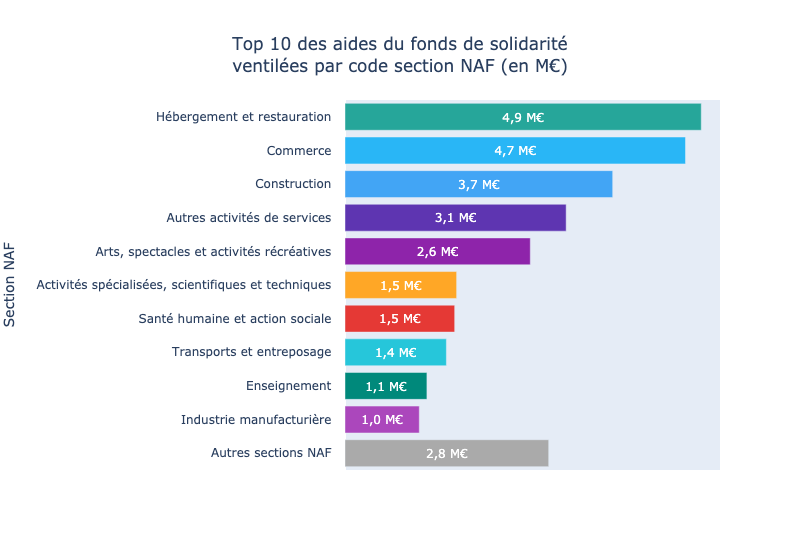 Top 10 des aides du fonds de solidarité
ventilées par code section NAF (en M€)
Section NAF
Hébergement et restauration 4,9 M€
Commerce 4,7 M€
Construction 3,7 M€
Autres activités de services 3,1 M€
Arts, spectacles et activités récréatives 2,6 M€
Activités spécialisées, scientifiques et techniques 1,5 M€
Santé humaine et action sociale 1,5 M€
Transports et entreposage 1,4 M€
Enseignement 1,1 M€
Industrie manufacturière 1,0 M€
Autres sections NAF 2,8 M€